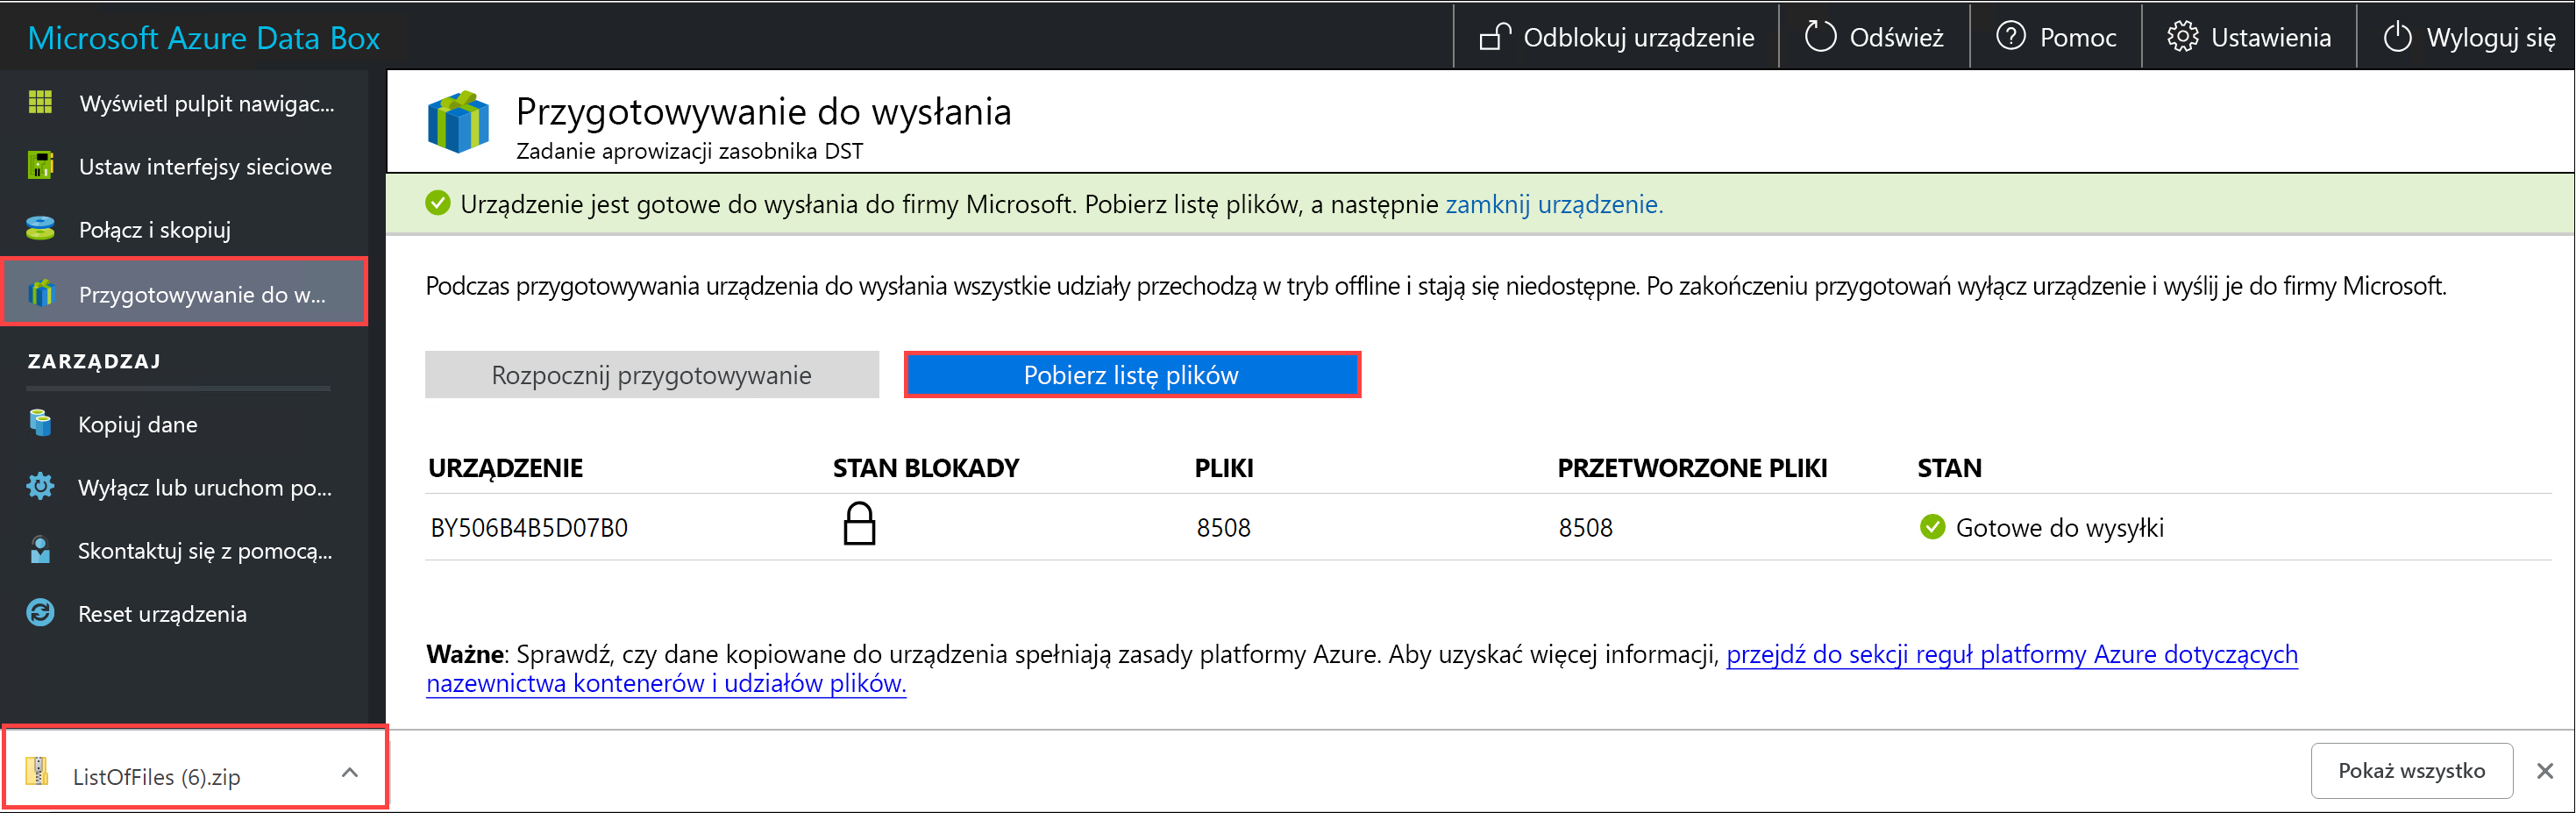 Microsoft Azure Data Box
Odblokuj urządzenie
Odśwież
Pomoc
Ustawienia
Wyloguj się
Wyświetl pulpit nawigac...
Ustaw interfejsy sieciowe
Połącz i skopiuj
Przygotowywanie do w...
ZARZĄDZAJ
Kopiuj dane
Wyłącz lub uruchom po...
Skontaktuj się z pomocą...
Reset urządzenia
Przygotowywanie do wysłania
Zadanie aprowizacji zasobnika DST
Urządzenie jest gotowe do wysłania do firmy Microsoft. Pobierz listę plików, a następnie zamknij urządzenie.
Podczas przygotowywania urządzenia do wysłania wszystkie udziały przechodzą w tryb offline i stają się niedostępne. Po zakończeniu przygotowań wyłącz urządzenie i wyślij je do firmy Microsoft.
Rozpocznij przygotowywanie
Pobierz listę plików
URZĄDZENIE STAN BLOKADY PLIKI PRZETWORZONE PLIKI STAN
BY506B4B5D07B0 8508 8508 Gotowe do wysyłki
Ważne: Sprawdź, czy dane kopiowane do urządzenia spełniają zasady platformy Azure. Aby uzyskać więcej informacji, przejdź do sekcji reguł platformy Azure dotyczących
nazewnictwa kontenerów i udziałów plików.
ListOfFiles (6).zip
Pokaż wszystko